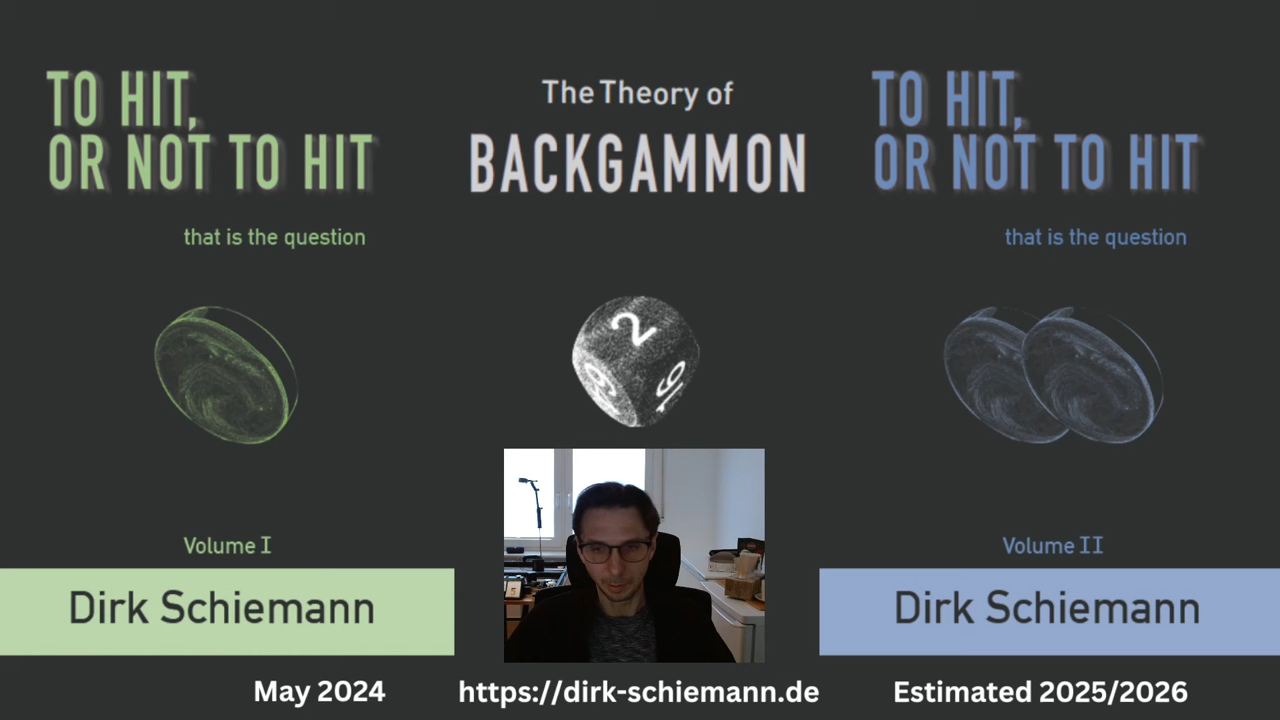 TO HIT,
OR NOT TO HIT
that is the question
Volume I
Dirk Schiemann
May 2024
The Theory of
BACKGAMMON
2
16
https://dirk-schiemann.de
TO HIT,
OR NOT TO HIT
that is the question
Volume II
Dirk Schiemann
Estimated 2025/2026